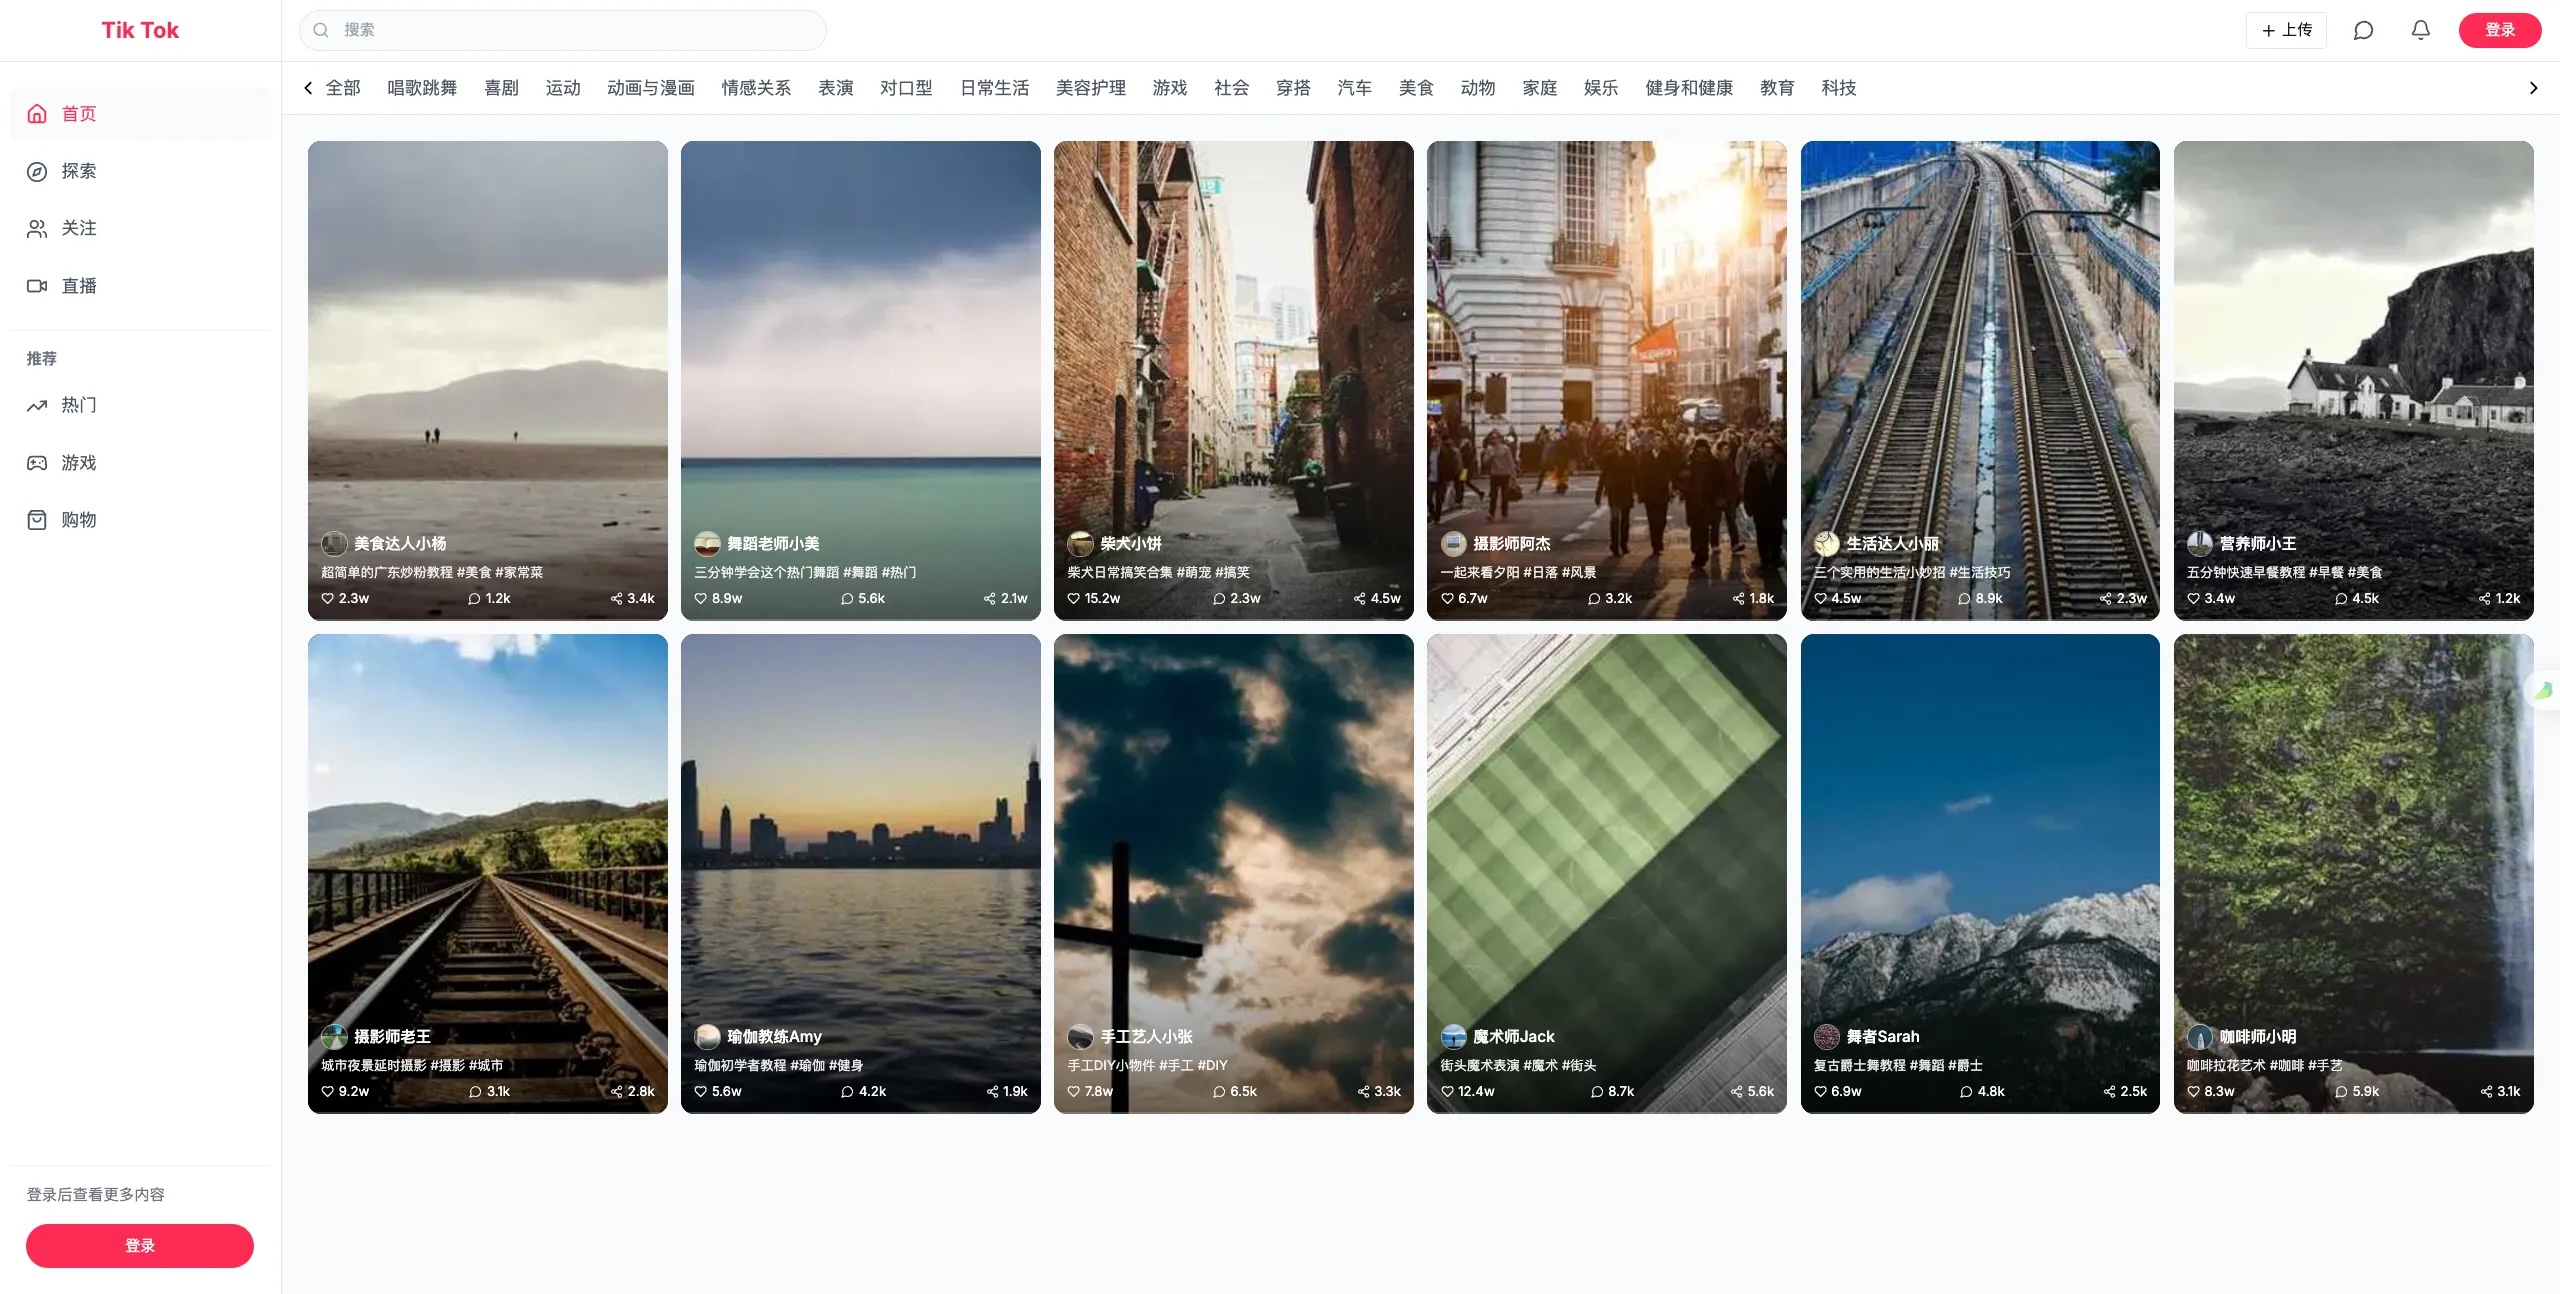 Tik Tok
搜索
上传
登录
首页
探索
关注
直播
推荐
热门
游戏
购物
登录后查看更多内容
登录
全部 唱歌跳舞 喜剧 运动 动画与漫画 情感关系 表演 对口型 日常生活 美容护理 游戏 社会 穿搭 汽车 美食 动物 家庭 娱乐 健身和健康 教育 科技
美食达人小杨
超简单的广东炒粉教程 #美食 #家常菜
2.3w 1.2k 3.4k
舞蹈老师小美
三分钟学会这个热门舞蹈 #舞蹈 #热门
8.9w 5.6k 2.1w
柴犬小饼
柴犬日常搞笑合集 #萌宠 #搞笑
15.2w 2.3w 4.5w
摄影师阿杰
一起来看夕阳 #日落 #风景
6.7w 3.2k 1.8k
生活达人小丽
三个实用的生活小妙招 #生活技巧
4.5w 8.9k 2.3w
营养师小王
五分钟快速早餐教程 #早餐 #美食
3.4w 4.5k 1.2k
摄影师老王
城市夜景延时摄影 #摄影 #城市
9.2w 3.1k 2.8k
瑜伽教练Amy
瑜伽初学者教程 #瑜伽 #健身
5.6w 4.2k 1.9k
手工艺人小张
手工DIY小物件 #手工 #DIY
7.8w 6.5k 3.3k
魔术师Jack
街头魔术表演 #魔术 #街头
12.4w 8.7k 5.6k
舞者Sarah
复古爵士舞教程 #舞蹈 #爵士
6.9w 4.8k 2.5k
咖啡师小明
咖啡拉花艺术 #咖啡 #手艺
8.3w 5.9k 3.1k